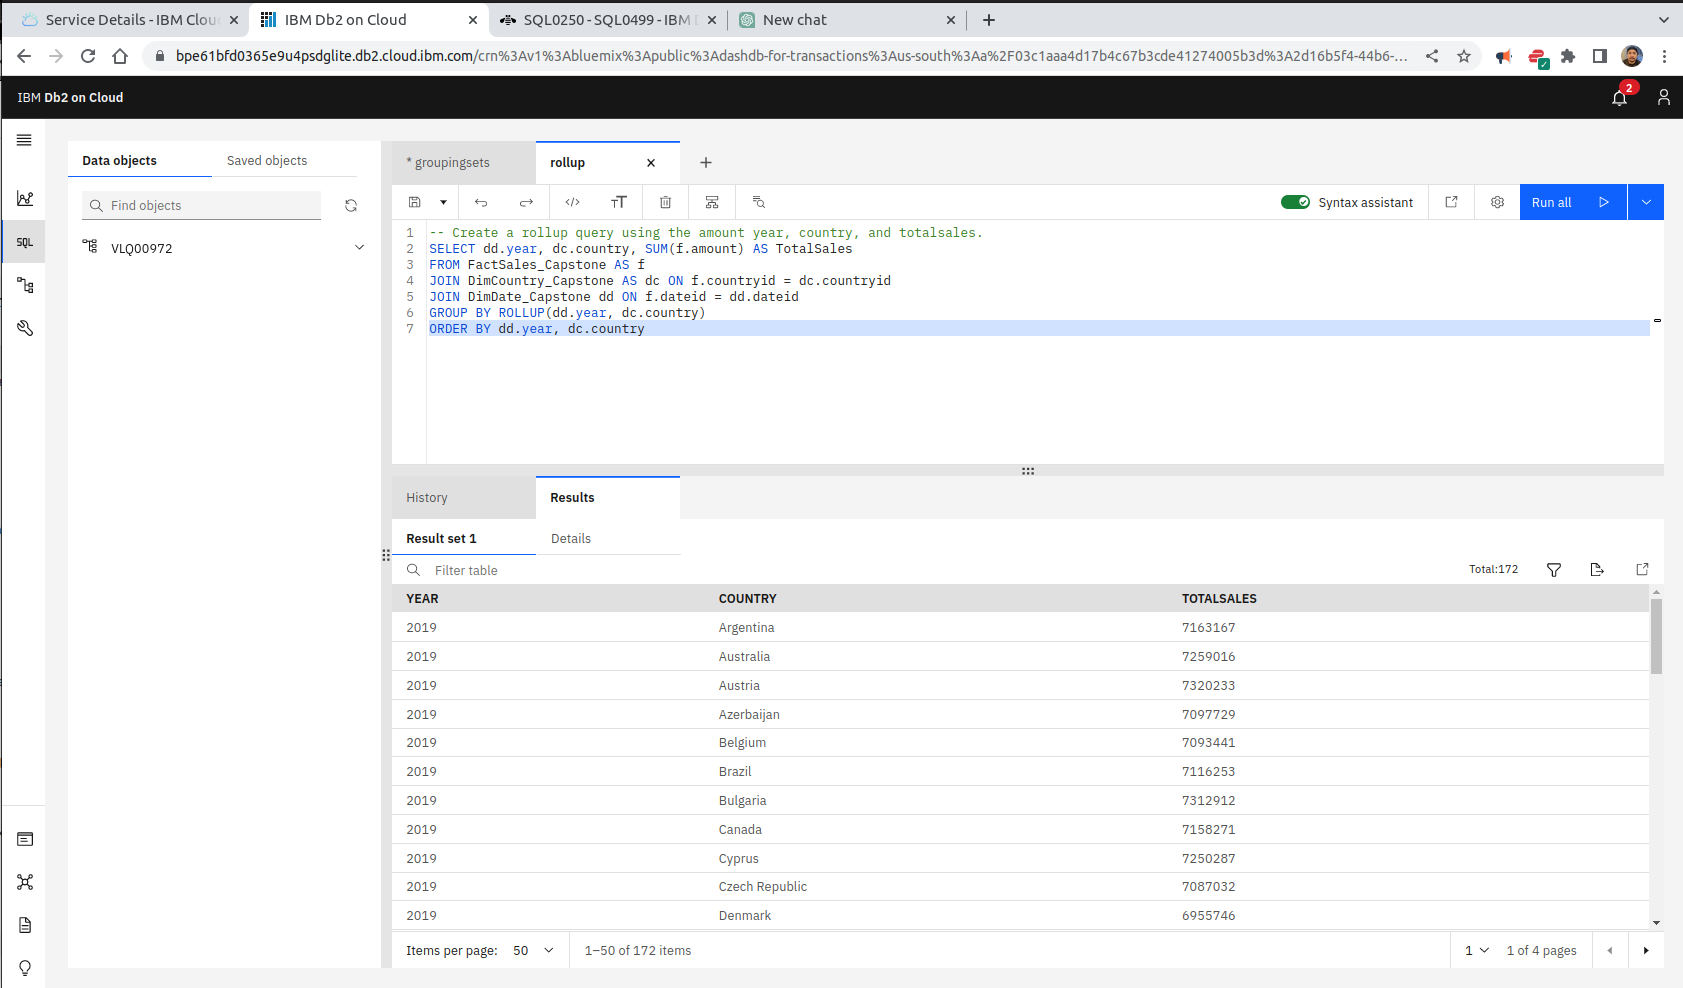 Service Details - IBM Clou
IBM Db2 on Cloud
SQL0250 - SQL0499 - IBM D
New chat
bpe61bfd0365e9u4psdglite.db2.cloud.ibm.com/crn%3Av1%3Abluemix%3Apublic%3Adashdb-for-transactions%3Aus-south%3Aa%2F03c1aaa4d17b4c67b3cde41274005b3d%3A2d16b5f4-44b6-...
IBM Db2 on Cloud
2
Data objects
Saved objects
* groupingsets
rollup
Find objects
Syntax assistant
Run all
SQL
VLQ00972
1 -- Create a rollup query using the amount year, country, and totalsales.
2 SELECT dd.year, dc.country, SUM(f.amount) AS TotalSales
3 FROM FactSales_Capstone AS f
4 JOIN DimCountry_Capstone AS dc ON f.countryid = dc.countryid
5 JOIN DimDate_Capstone dd ON f.dateid = dd.dateid
6 GROUP BY ROLLUP(dd.year, dc.country)
7 ORDER BY dd.year, dc.country
History
Results
Result set 1
Details
Filter table
Total:172
YEAR COUNTRY TOTALSALES
2019 Argentina 7163167
2019 Australia 7259016
2019 Austria 7320233
2019 Azerbaijan 7097729
2019 Belgium 7093441
2019 Brazil 7116253
2019 Bulgaria 7312912
2019 Canada 7158271
2019 Cyprus 7250287
2019 Czech Republic 7087032
2019 Denmark 6955746
Items per page: 50
1–50 of 172 items
1
1 of 4 pages